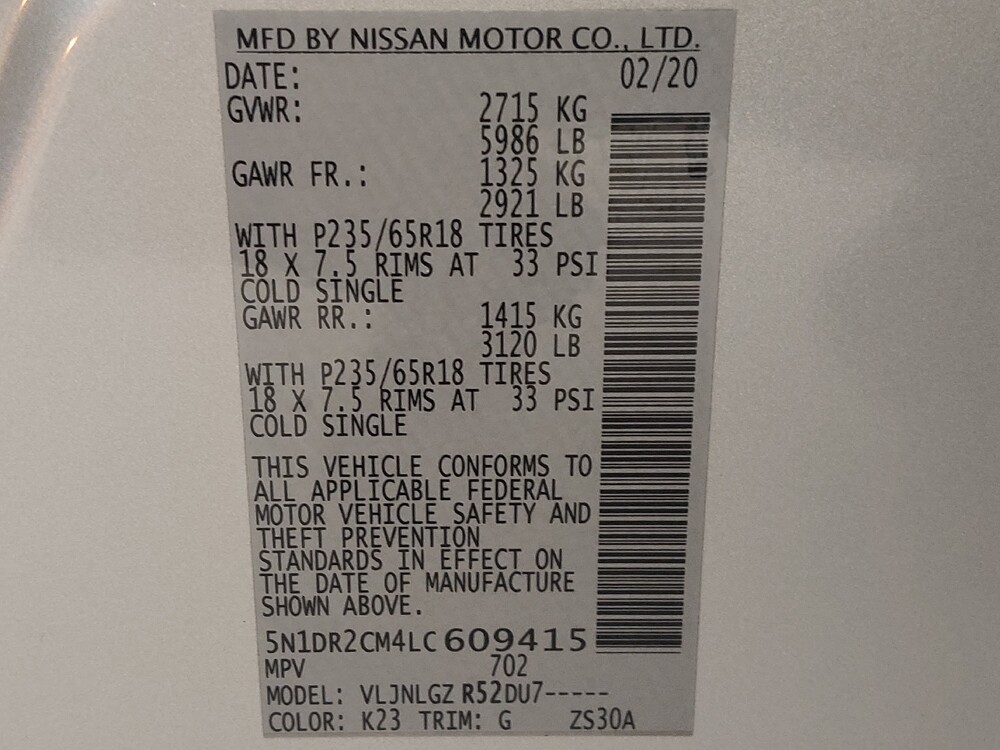 MFD BY NISSAN MOTOR CO., LTD.
DATE: 02/20
GVWR: 2715 KG
5986 LB
GAWR FR.: 1325 KG
2921 LB
WITH P235/65R18 TIRES
18 X 7.5 RIMS AT 33 PSI
COLD SINGLE
GAWR RR.: 1415 KG
3120 LB
WITH P235/65R18 TIRES
18 X 7.5 RIMS AT 33 PSI
COLD SINGLE
THIS VEHICLE CONFORMS TO
ALL APPLICABLE FEDERAL
MOTOR VEHICLE SAFETY AND
THEFT PREVENTION
STANDARDS IN EFFECT ON
THE DATE OF MANUFACTURE
SHOWN ABOVE.
5N1DR2CM4LC609415
MPV 702
MODEL: VLJNLGZ R52DU7-----
COLOR: K23 TRIM: G ZS30A